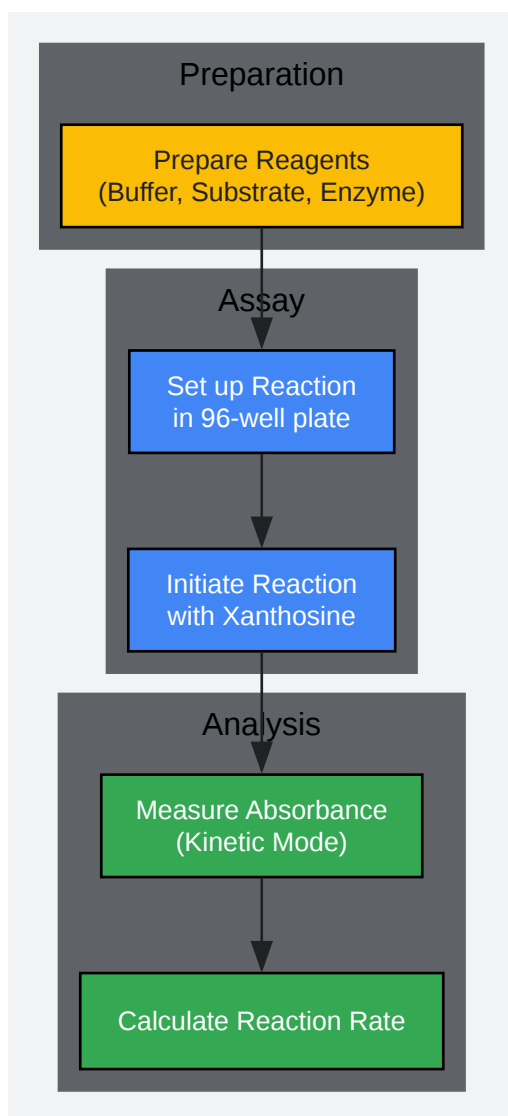 Preparation
Prepare Reagents
(Buffer, Substrate, Enzyme)
Assay
Set up Reaction
in 96-well plate
Initiate Reaction
with Xanthosine
Analysis
Measure Absorbance
(Kinetic Mode)
Calculate Reaction Rate